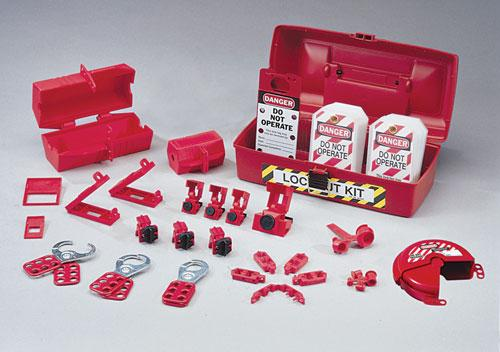 DANGER
DO NOT
OPERATE
DANGER
DO NOT
OPERATE
DANGER
DO NOT
OPERATE
LOCKOUT KIT